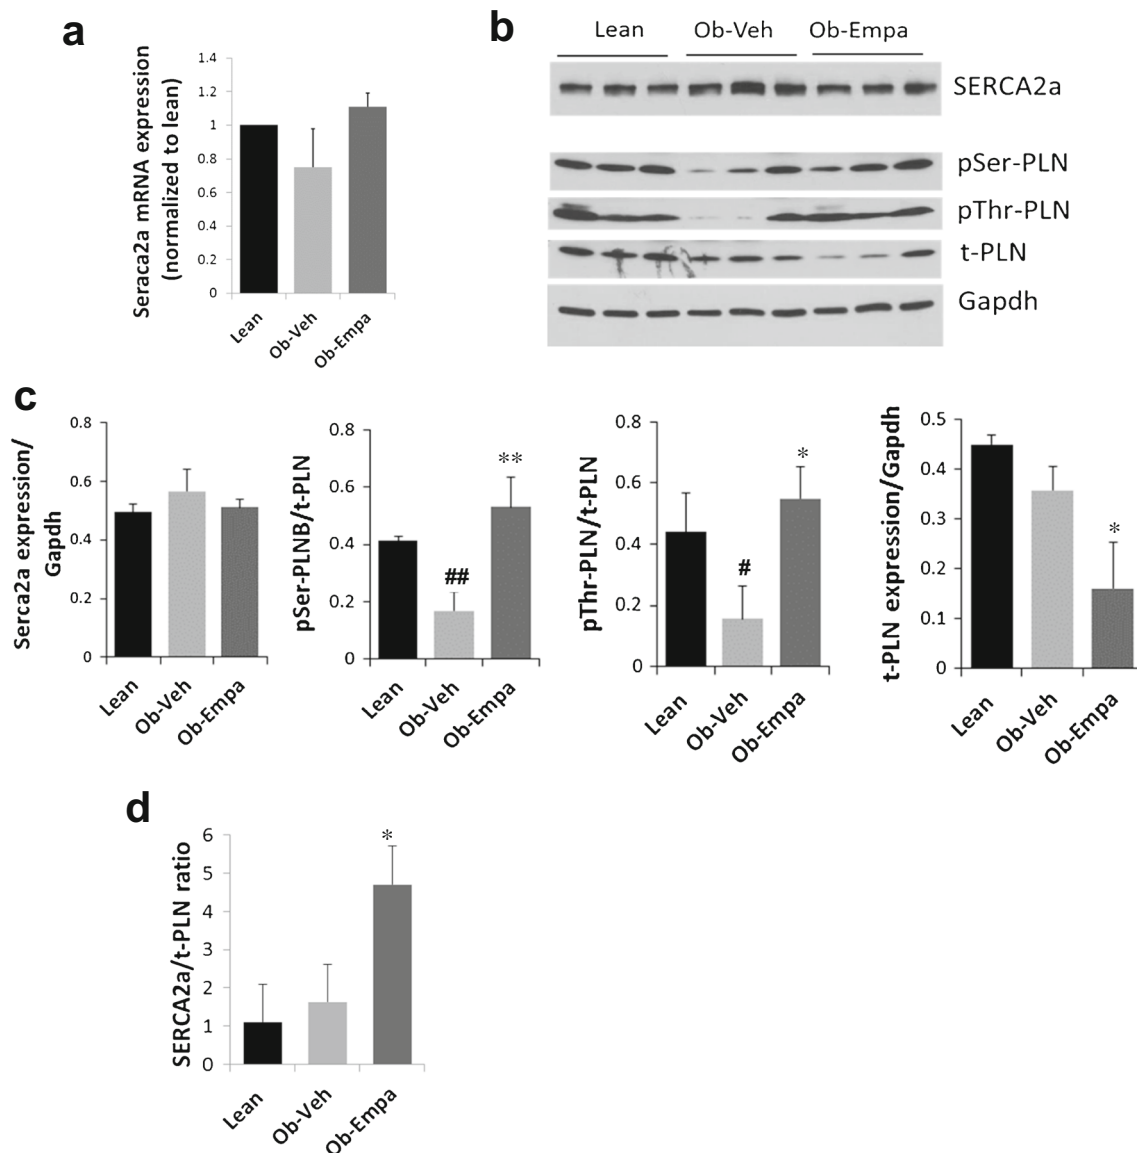 a
Seraca2a mRNA expression
(normalized to lean)
1.4
1.2
1
0.8
0.6
0.4
0.2
0
Lean
Ob-Veh
Ob-Empa
b
Lean Ob-Veh Ob-Empa
SERCA2a
pSer-PLN
pThr-PLN
t-PLN
Gapdh
c
Serca2a expression/
Gapdh
0.8
0.6
0.4
0.2
0
Lean
Ob-Veh
Ob-Empa
pSer-PLNB/t-PLN
0.8
0.6
0.4
0.2
0
##
**
Lean
Ob-Veh
Ob-Empa
pThr-PLN/t-PLN
0.8
0.6
0.4
0.2
0
#
*
Lean
Ob-Veh
Ob-Empa
t-PLN expression/Gapdh
0.5
0.4
0.3
0.2
0.1
0
*
Lean
Ob-Veh
Ob-Empa
d
SERCA2a/t-PLN ratio
6
5
4
3
2
1
0
*
Lean
Ob-Veh
Ob-Empa